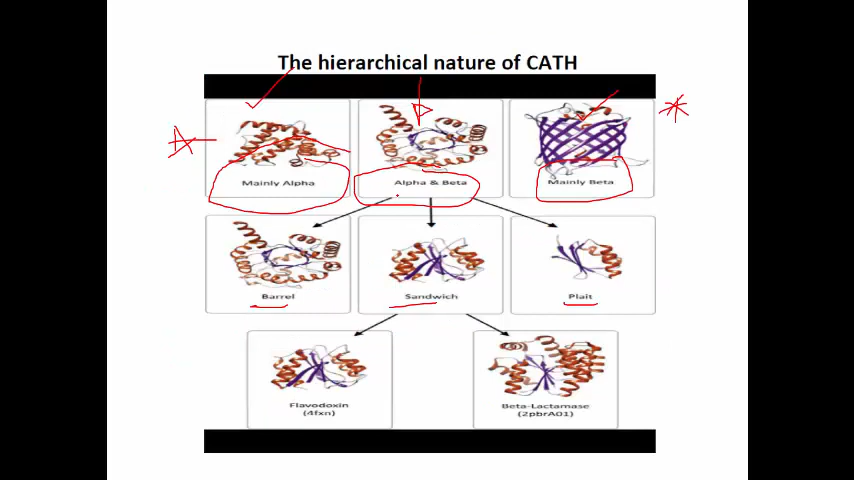 The hierarchical nature of CATH
Mainly Alpha
Alpha & Beta
Mainly Beta
Barrel
Sandwich
Plait
Flavodoxin
(4fxn)
Beta-Lactamase
(2pbrA01)